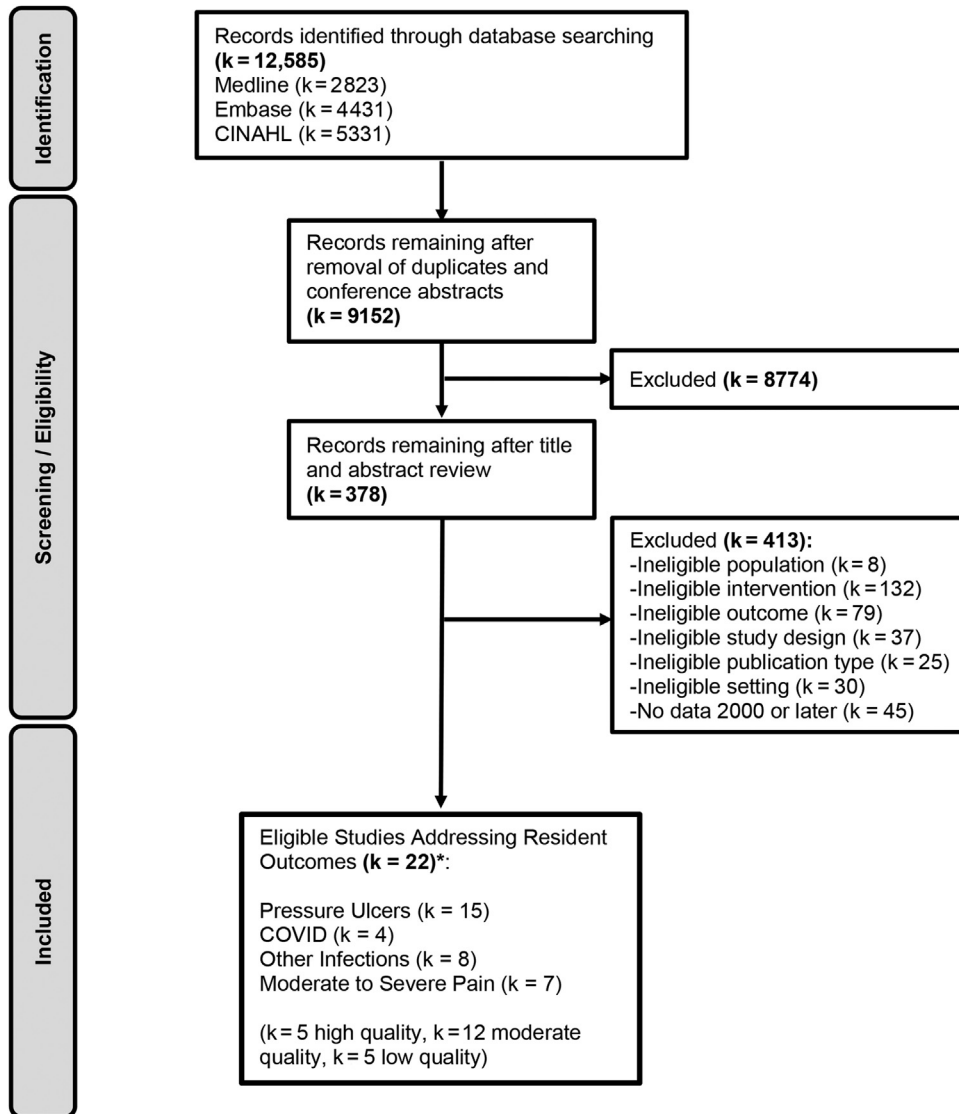 Identification
Records identified through database searching
(k = 12,585)
Medline (k = 2823)
Embase (k = 4431)
CINAHL (k = 5331)
Screening / Eligibility
Records remaining after
removal of duplicates and
conference abstracts
(k = 9152)
Excluded (k = 8774)
Records remaining after title
and abstract review
(k = 378)
Excluded (k = 413):
-Ineligible population (k = 8)
-Ineligible intervention (k = 132)
-Ineligible outcome (k = 79)
-Ineligible study design (k = 37)
-Ineligible publication type (k = 25)
-Ineligible setting (k = 30)
-No data 2000 or later (k = 45)
Included
Eligible Studies Addressing Resident
Outcomes (k = 22)*:
Pressure Ulcers (k = 15)
COVID (k = 4)
Other Infections (k = 8)
Moderate to Severe Pain (k = 7)
(k = 5 high quality, k = 12 moderate
quality, k = 5 low quality)